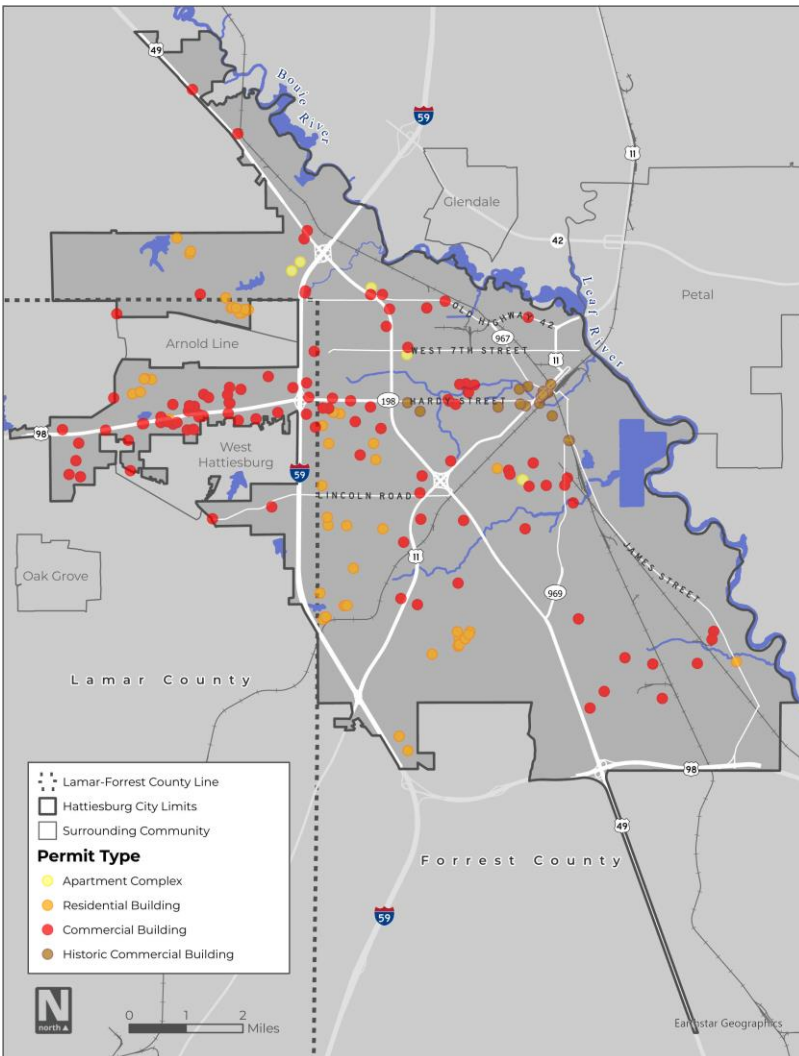 49
Bouie River
59
11
Glendale
42
Leaf River
Petal
OLD HIGHWAY 42
967
Arnold Line
WEST 7TH STREET
11
198
HARDY STREET
98
West
Hattiesburg
59
LINCOLN ROAD
11
JAMES STREET
Oak Grove
969
Lamar County
98
49
Forrest County
59
Lamar-Forrest County Line
Hattiesburg City Limits
Surrounding Community
Permit Type
Apartment Complex
Residential Building
Commercial Building
Historic Commercial Building
N
north
0 1 2
Miles
Earthstar Geographics